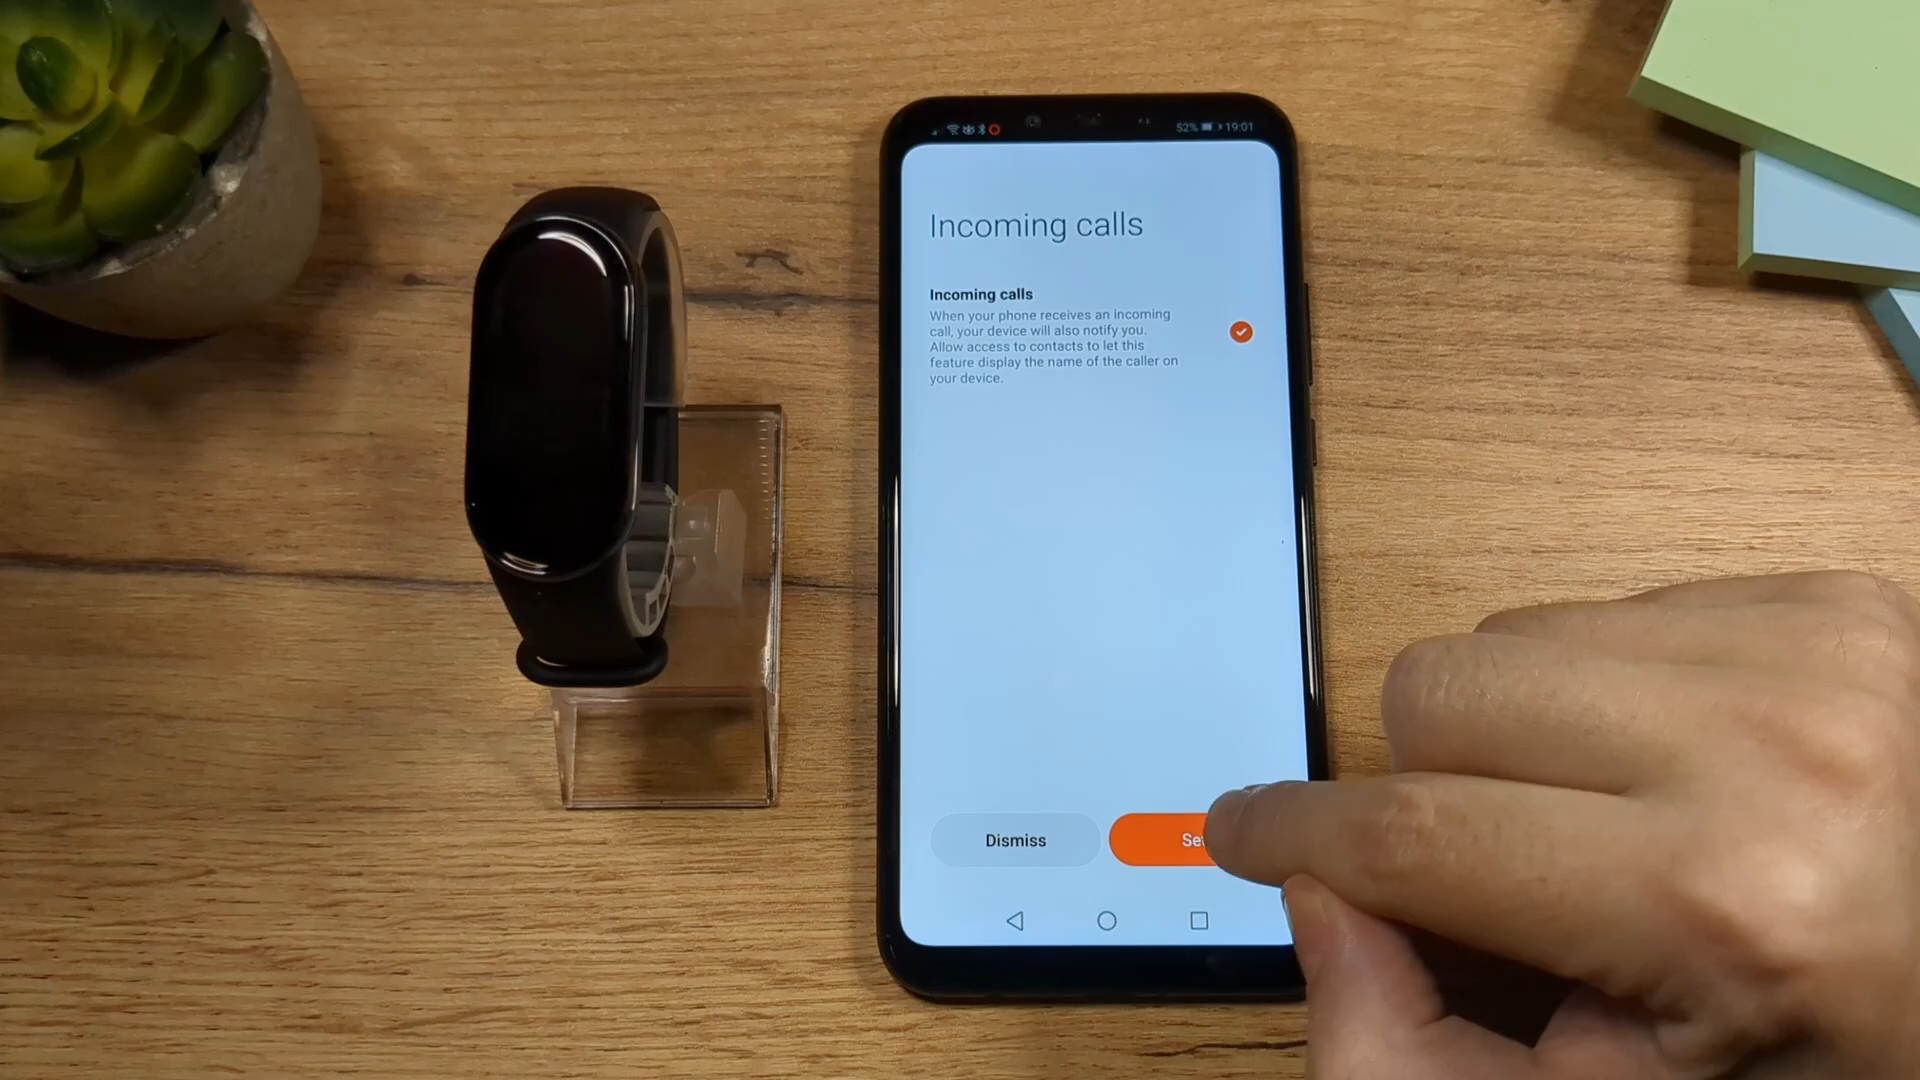 52% 19:01
Incoming calls
Incoming calls
When your phone receives an incoming
call, your device will also notify you.
Allow access to contacts to let this
feature display the name of the caller on
your device.
Dismiss